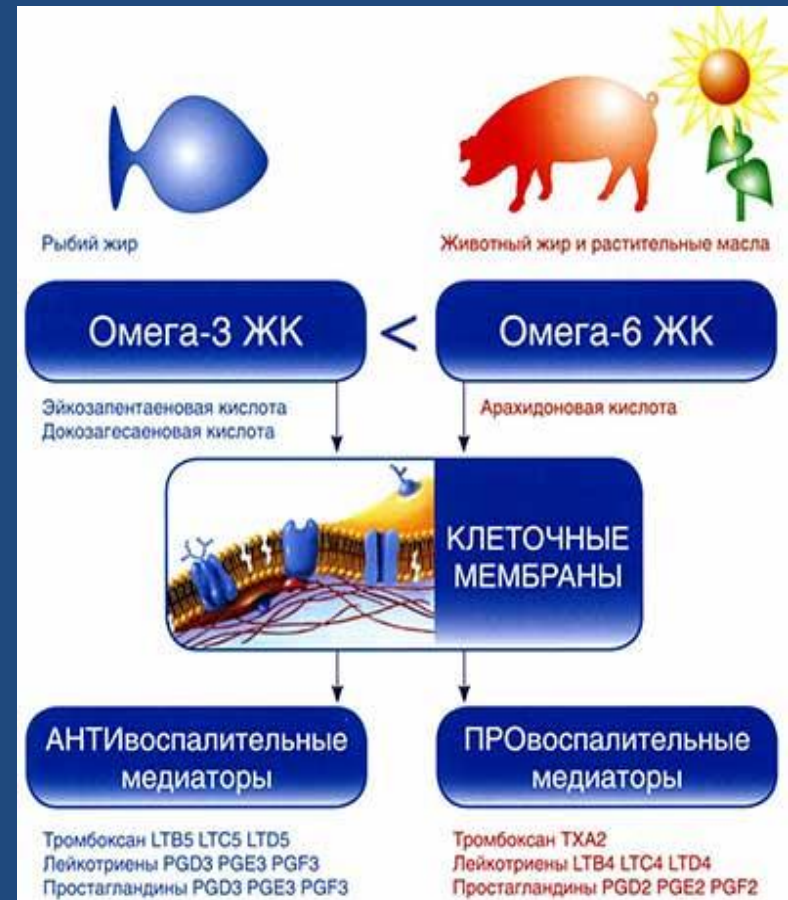 Рыбий жир
Животный жир и растительные масла
Омега-3 ЖК < Омега-6 ЖК
Эйкозапентаеновая кислота
Докозагесаеновая кислота
Арахидоновая кислота
КЛЕТОЧНЫЕ
МЕМБРАНЫ
АНТИвоспалительные
медиаторы
ПРОвоспалительные
медиаторы
Тромбоксан LTB5 LTC5 LTD5
Лейкотриены PGD3 PGE3 PGF3
Простагландины PGD3 PGE3 PGF3
Тромбоксан TXA2
Лейкотриены LTB4 LTC4 LTD4
Простагландины PGD2 PGE2 PGF2